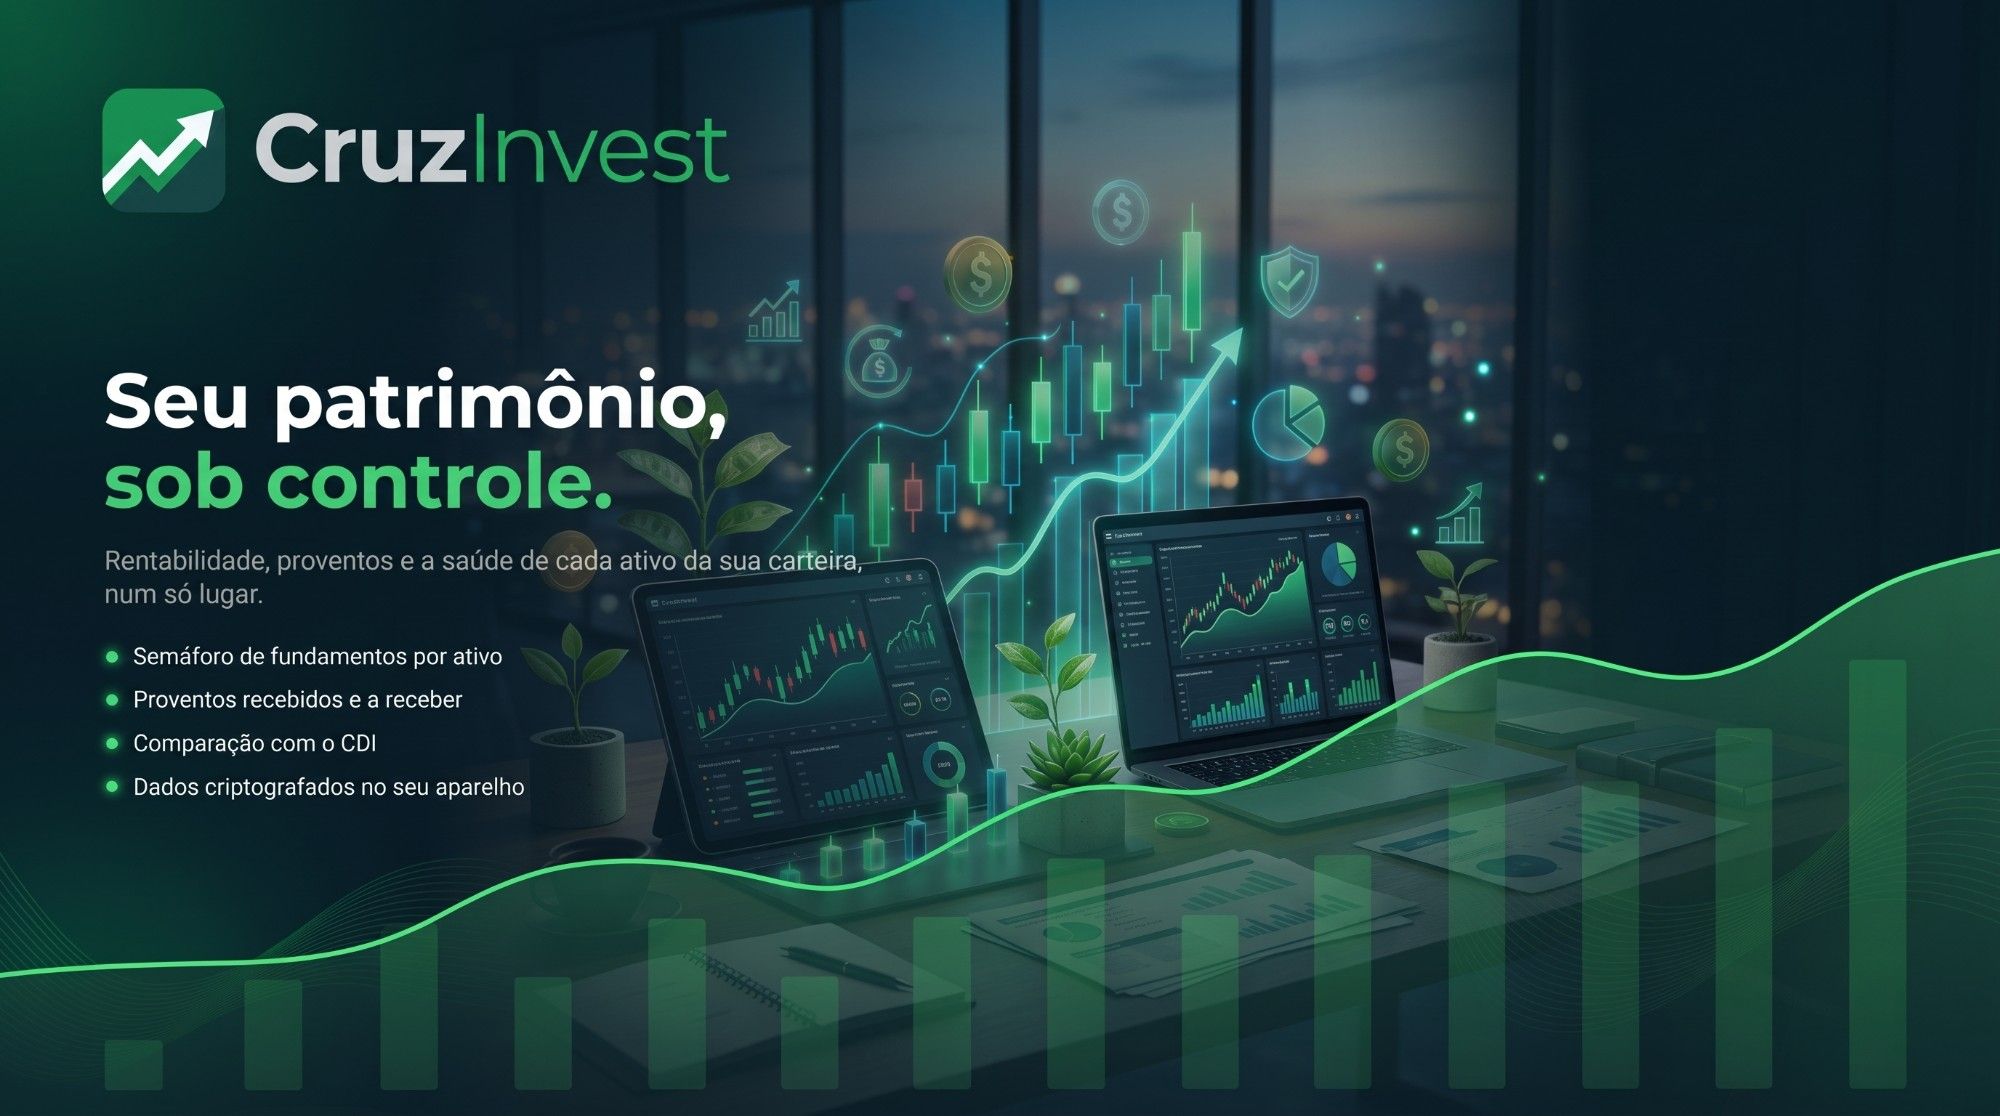 CruzInvest
Seu patrimônio,
sob controle.
Rentabilidade, proventos e a saúde de cada ativo da sua carteira,
num só lugar.
Semáforo de fundamentos por ativo
Proventos recebidos e a receber
Comparação com o CDI
Dados criptografados no seu aparelho